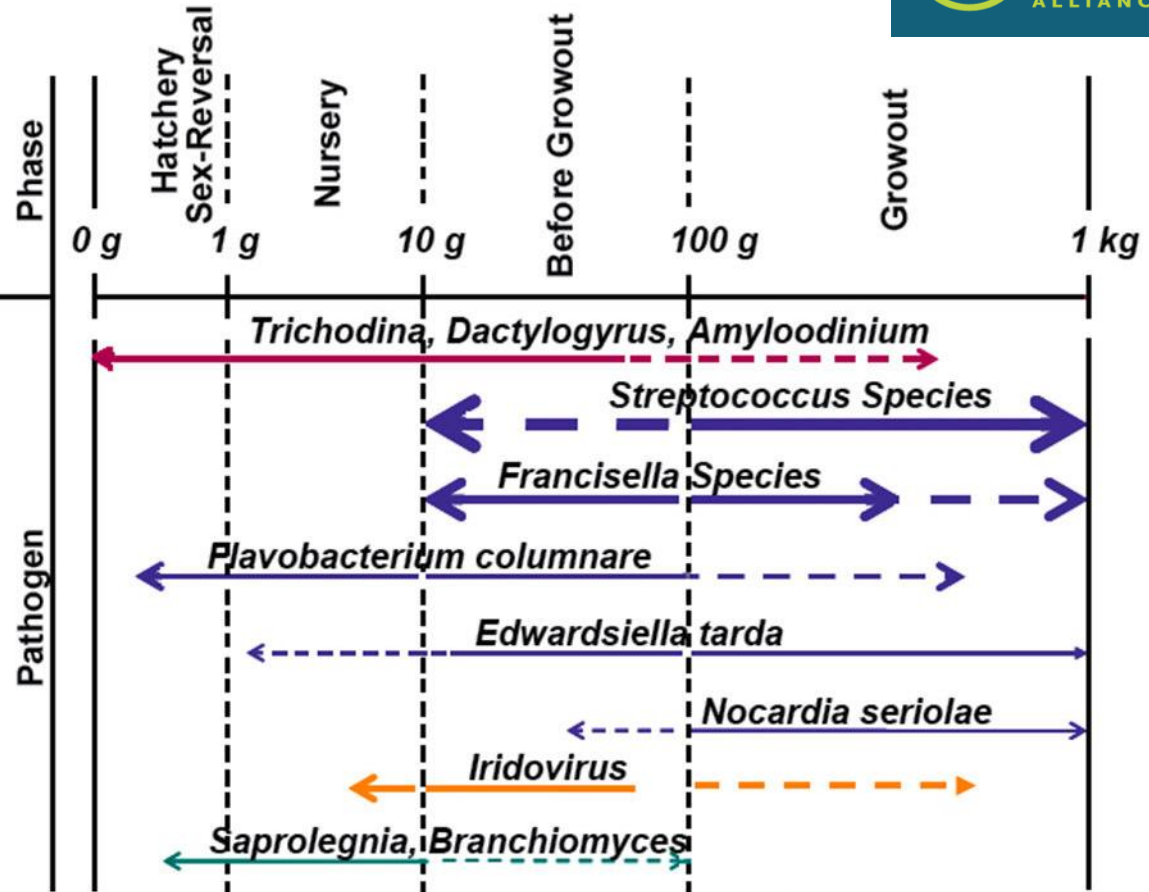 ALLIANC
Phase
Hatchery
Sex-Reversal
Nursery
Before Growout
Growout
0 g 1 g 10 g 100 g 1 kg
Pathogen
Trichodina, Dactylogyrus, Amyloodinium
Streptococcus Species
Francisella Species
Flavobacterium columnare
Edwardsiella tarda
Nocardia seriolae
Iridovirus
Saprolegnia, Branchiomyces